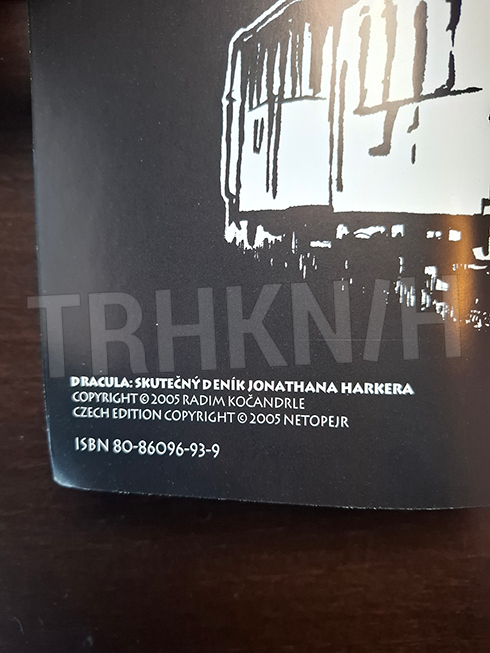 TRHKNIH
DRACULA: SKUTEČNÝ DENÍK JONATHANA HARKERA
COPYRIGHT © 2005 RADIM KOČANDRLE
CZECH EDITION COPYRIGHT © 2005 NETOPEJR
ISBN 80-86096-93-9